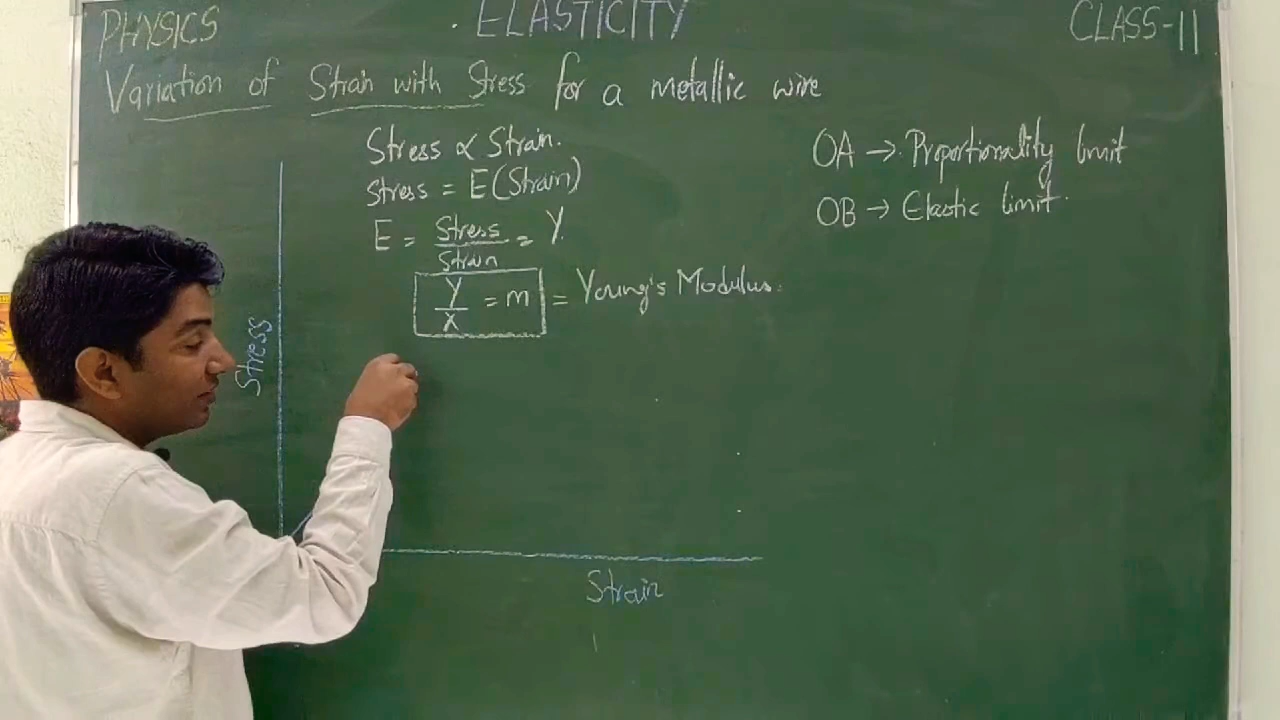 PHYSICS
ELASTICITY
CLASS-11
Variation of Strain with Stress for a metallic wire
Stress ∝ Strain.
Stress = E(Strain)
E = Stress/Strain = Y.
Y/x = m = Young's Modulus.
OA → Proportionality limit
OB → Elastic limit.
Stress
Strain